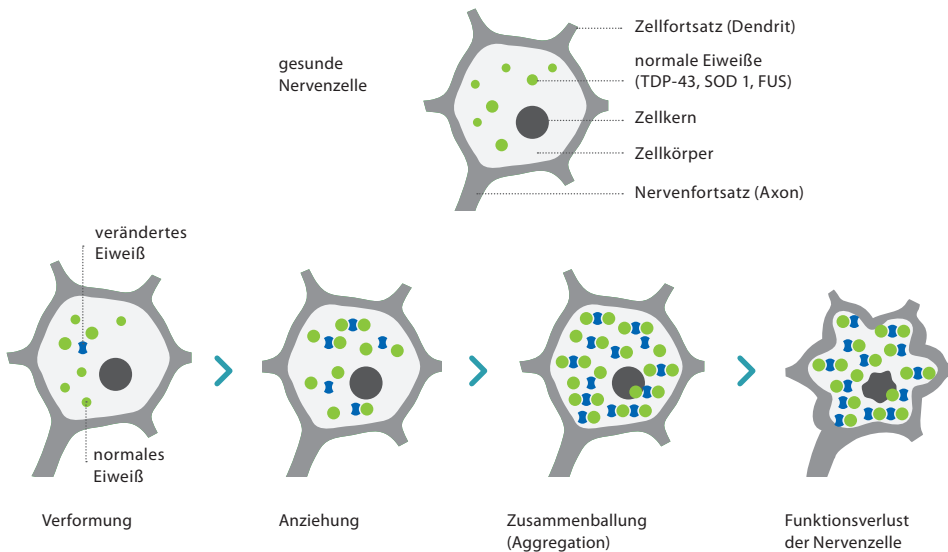 gesunde
Nervenzelle
Zellfortsatz (Dendrit)
normale Eiweiße
(TDP-43, SOD 1, FUS)
Zellkern
Zellkörper
Nervenfortsatz (Axon)
verändertes
Eiweiß
normales
Eiweiß
Verformung
Anziehung
Zusammenballung
(Aggregation)
Funktionsverlust
der Nervenzelle